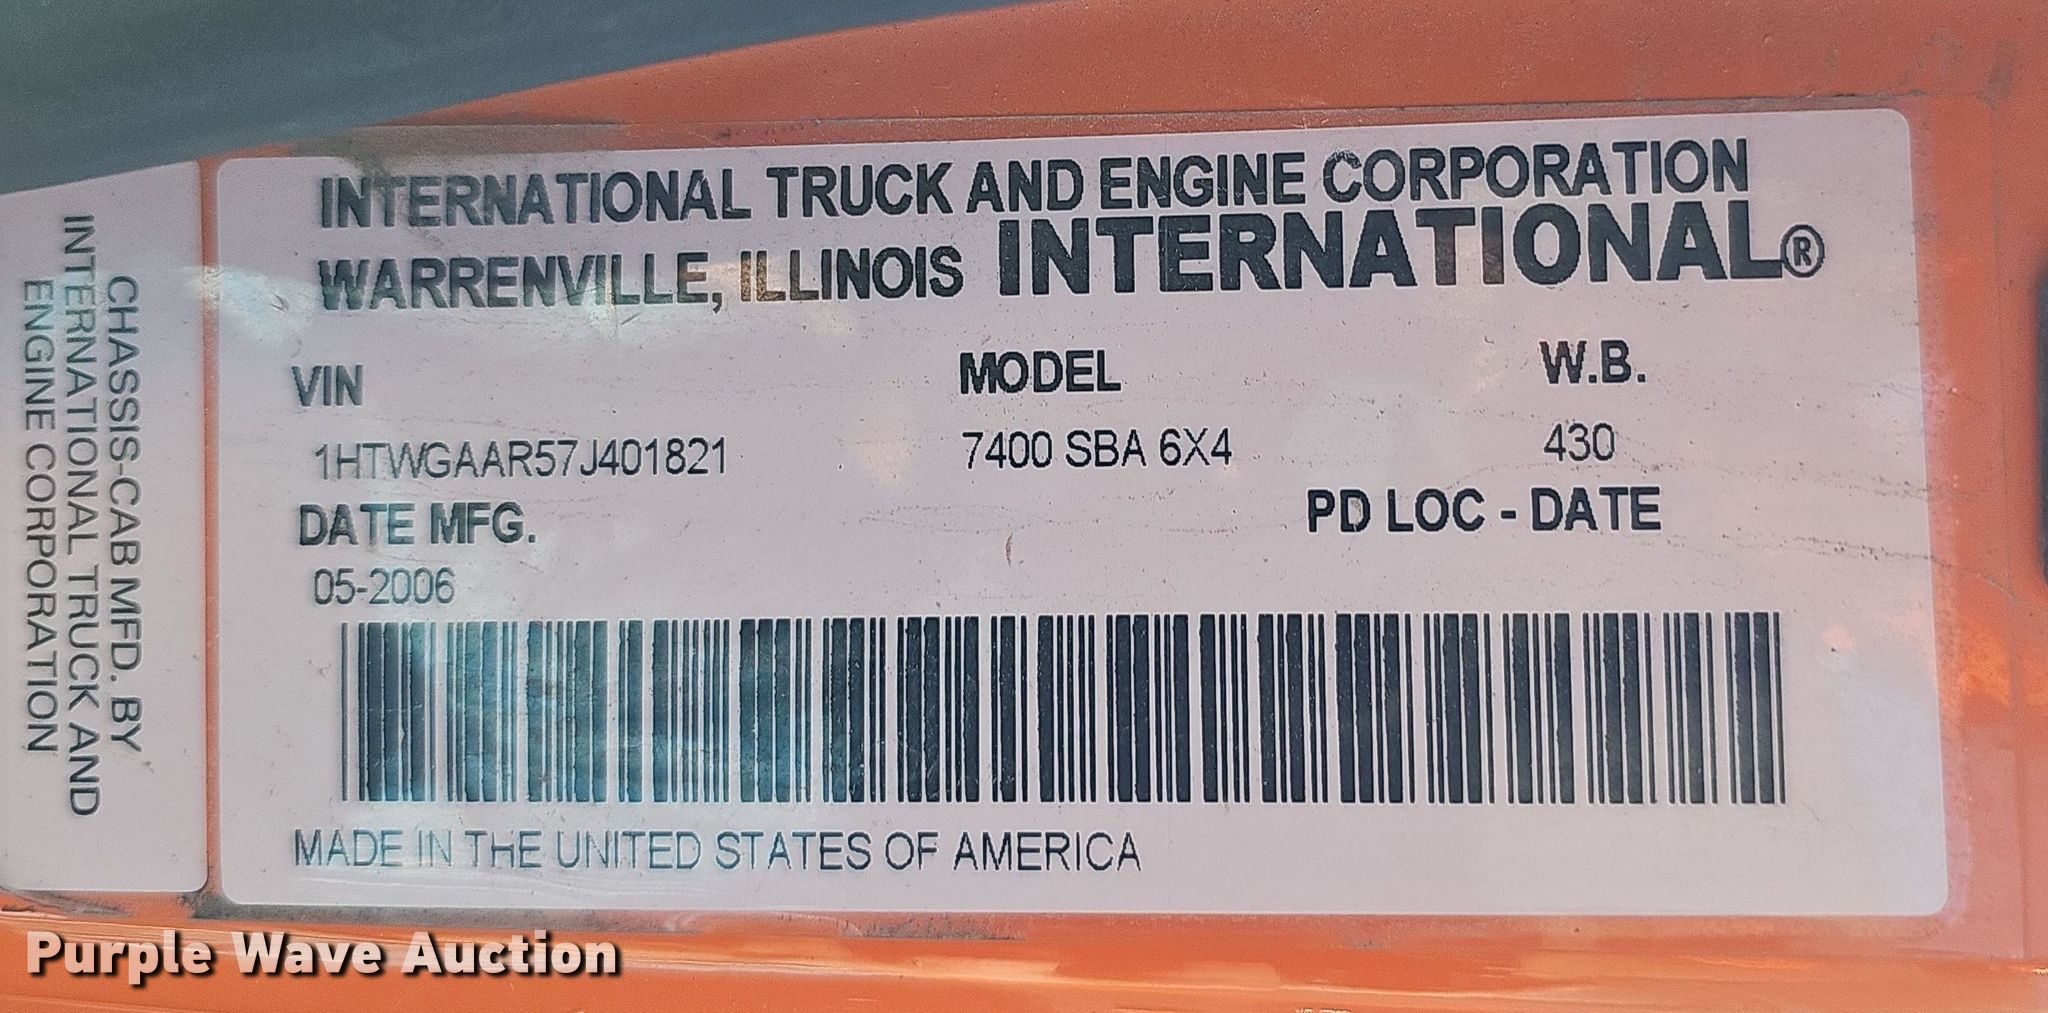 INTERNATIONAL TRUCK AND ENGINE CORPORATION
WARRENVILLE, ILLINOIS INTERNATIONAL®
VIN MODEL W.B.
1HTWGAAR57J401821 7400 SBA 6X4 430
DATE MFG. PD LOC - DATE
05-2006
MADE IN THE UNITED STATES OF AMERICA
CHASSIS-CAB MFD. BY
INTERNATIONAL TRUCK AND
ENGINE CORPORATION
Purple Wave Auction